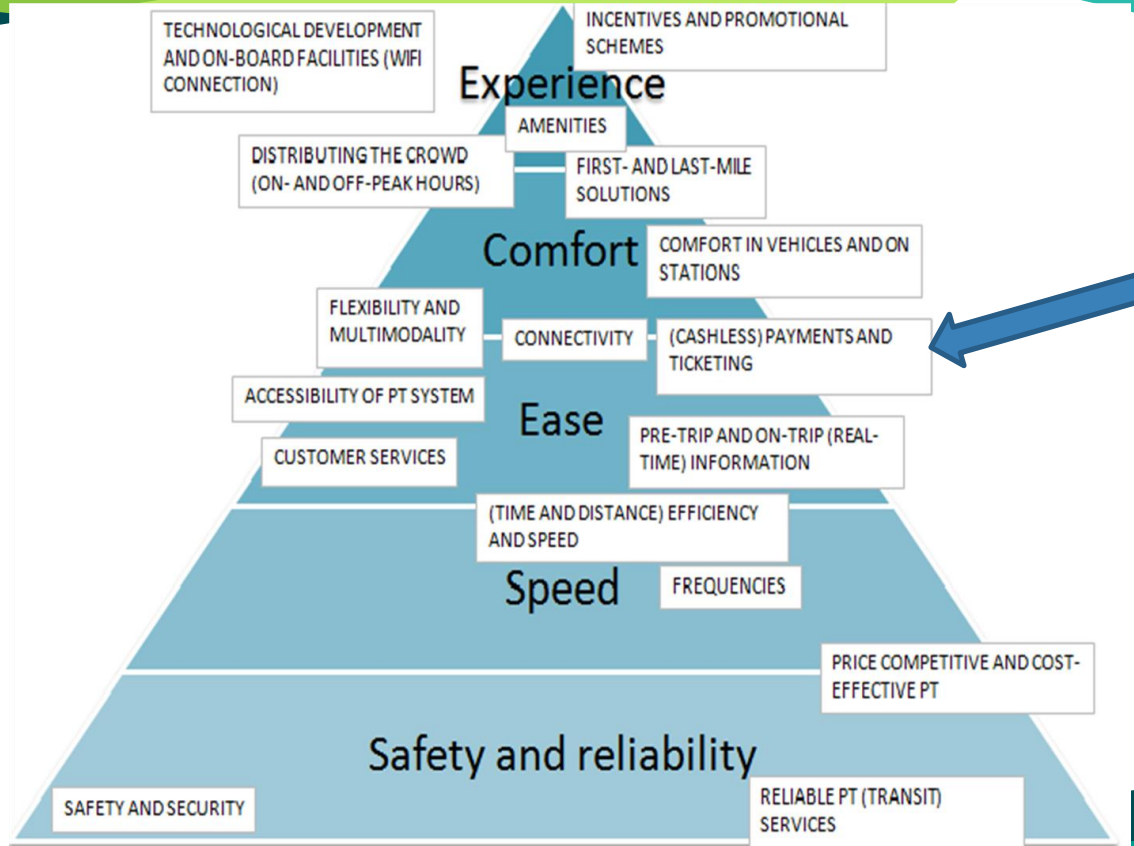 TECHNOLOGICAL DEVELOPMENT
AND ON-BOARD FACILITIES (WIFI
CONNECTION)
INCENTIVES AND PROMOTIONAL
SCHEMES
Experience
AMENITIES
DISTRIBUTING THE CROWD
(ON- AND OFF-PEAK HOURS)
FIRST- AND LAST-MILE
SOLUTIONS
Comfort
COMFORT IN VEHICLES AND ON
STATIONS
FLEXIBILITY AND
MULTIMODALITY
CONNECTIVITY
(CASHLESS) PAYMENTS AND
TICKETING
ACCESSIBILITY OF PT SYSTEM
Ease
CUSTOMER SERVICES
PRE-TRIP AND ON-TRIP (REAL-
TIME) INFORMATION
(TIME AND DISTANCE) EFFICIENCY
AND SPEED
Speed
FREQUENCIES
PRICE COMPETITIVE AND COST-
EFFECTIVE PT
Safety and reliability
SAFETY AND SECURITY
RELIABLE PT (TRANSIT)
SERVICES